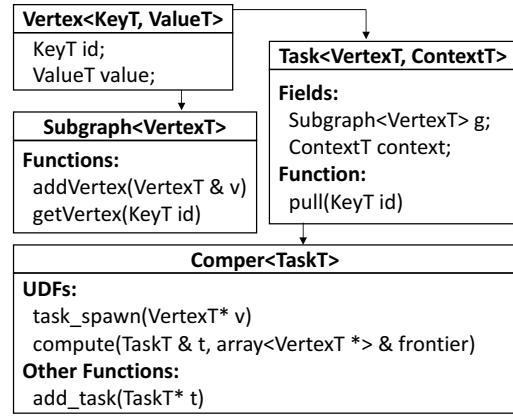 Vertex<KeyT, ValueT>
KeyT id;
ValueT value;
Subgraph<VertexT>
Functions:
addVertex(VertexT & v)
getVertex(KeyT id)
Task<VertexT, ContextT>
Fields:
Subgraph<VertexT> g;
ContextT context;
Function:
pull(KeyT id)
Comper<TaskT>
UDFs:
task_spawn(VertexT* v)
compute(TaskT & t, array<VertexT *> & frontier)
Other Functions:
add_task(TaskT* t)